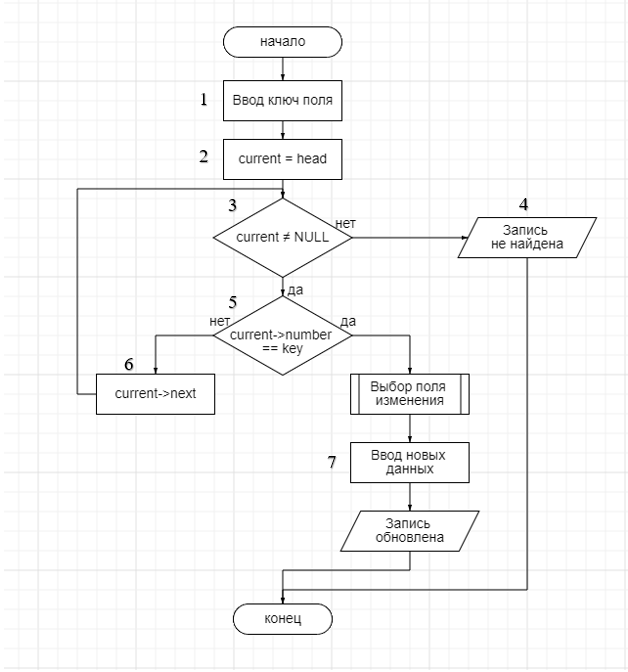 начало
1
Ввод ключ поля
2
current = head
3
current ≠ NULL
нет
4
Запись
не найдена
да
5
нет
current->number
== key
да
6
current->next
Выбор поля
изменения
7
Ввод новых
данных
Запись
обновлена
конец